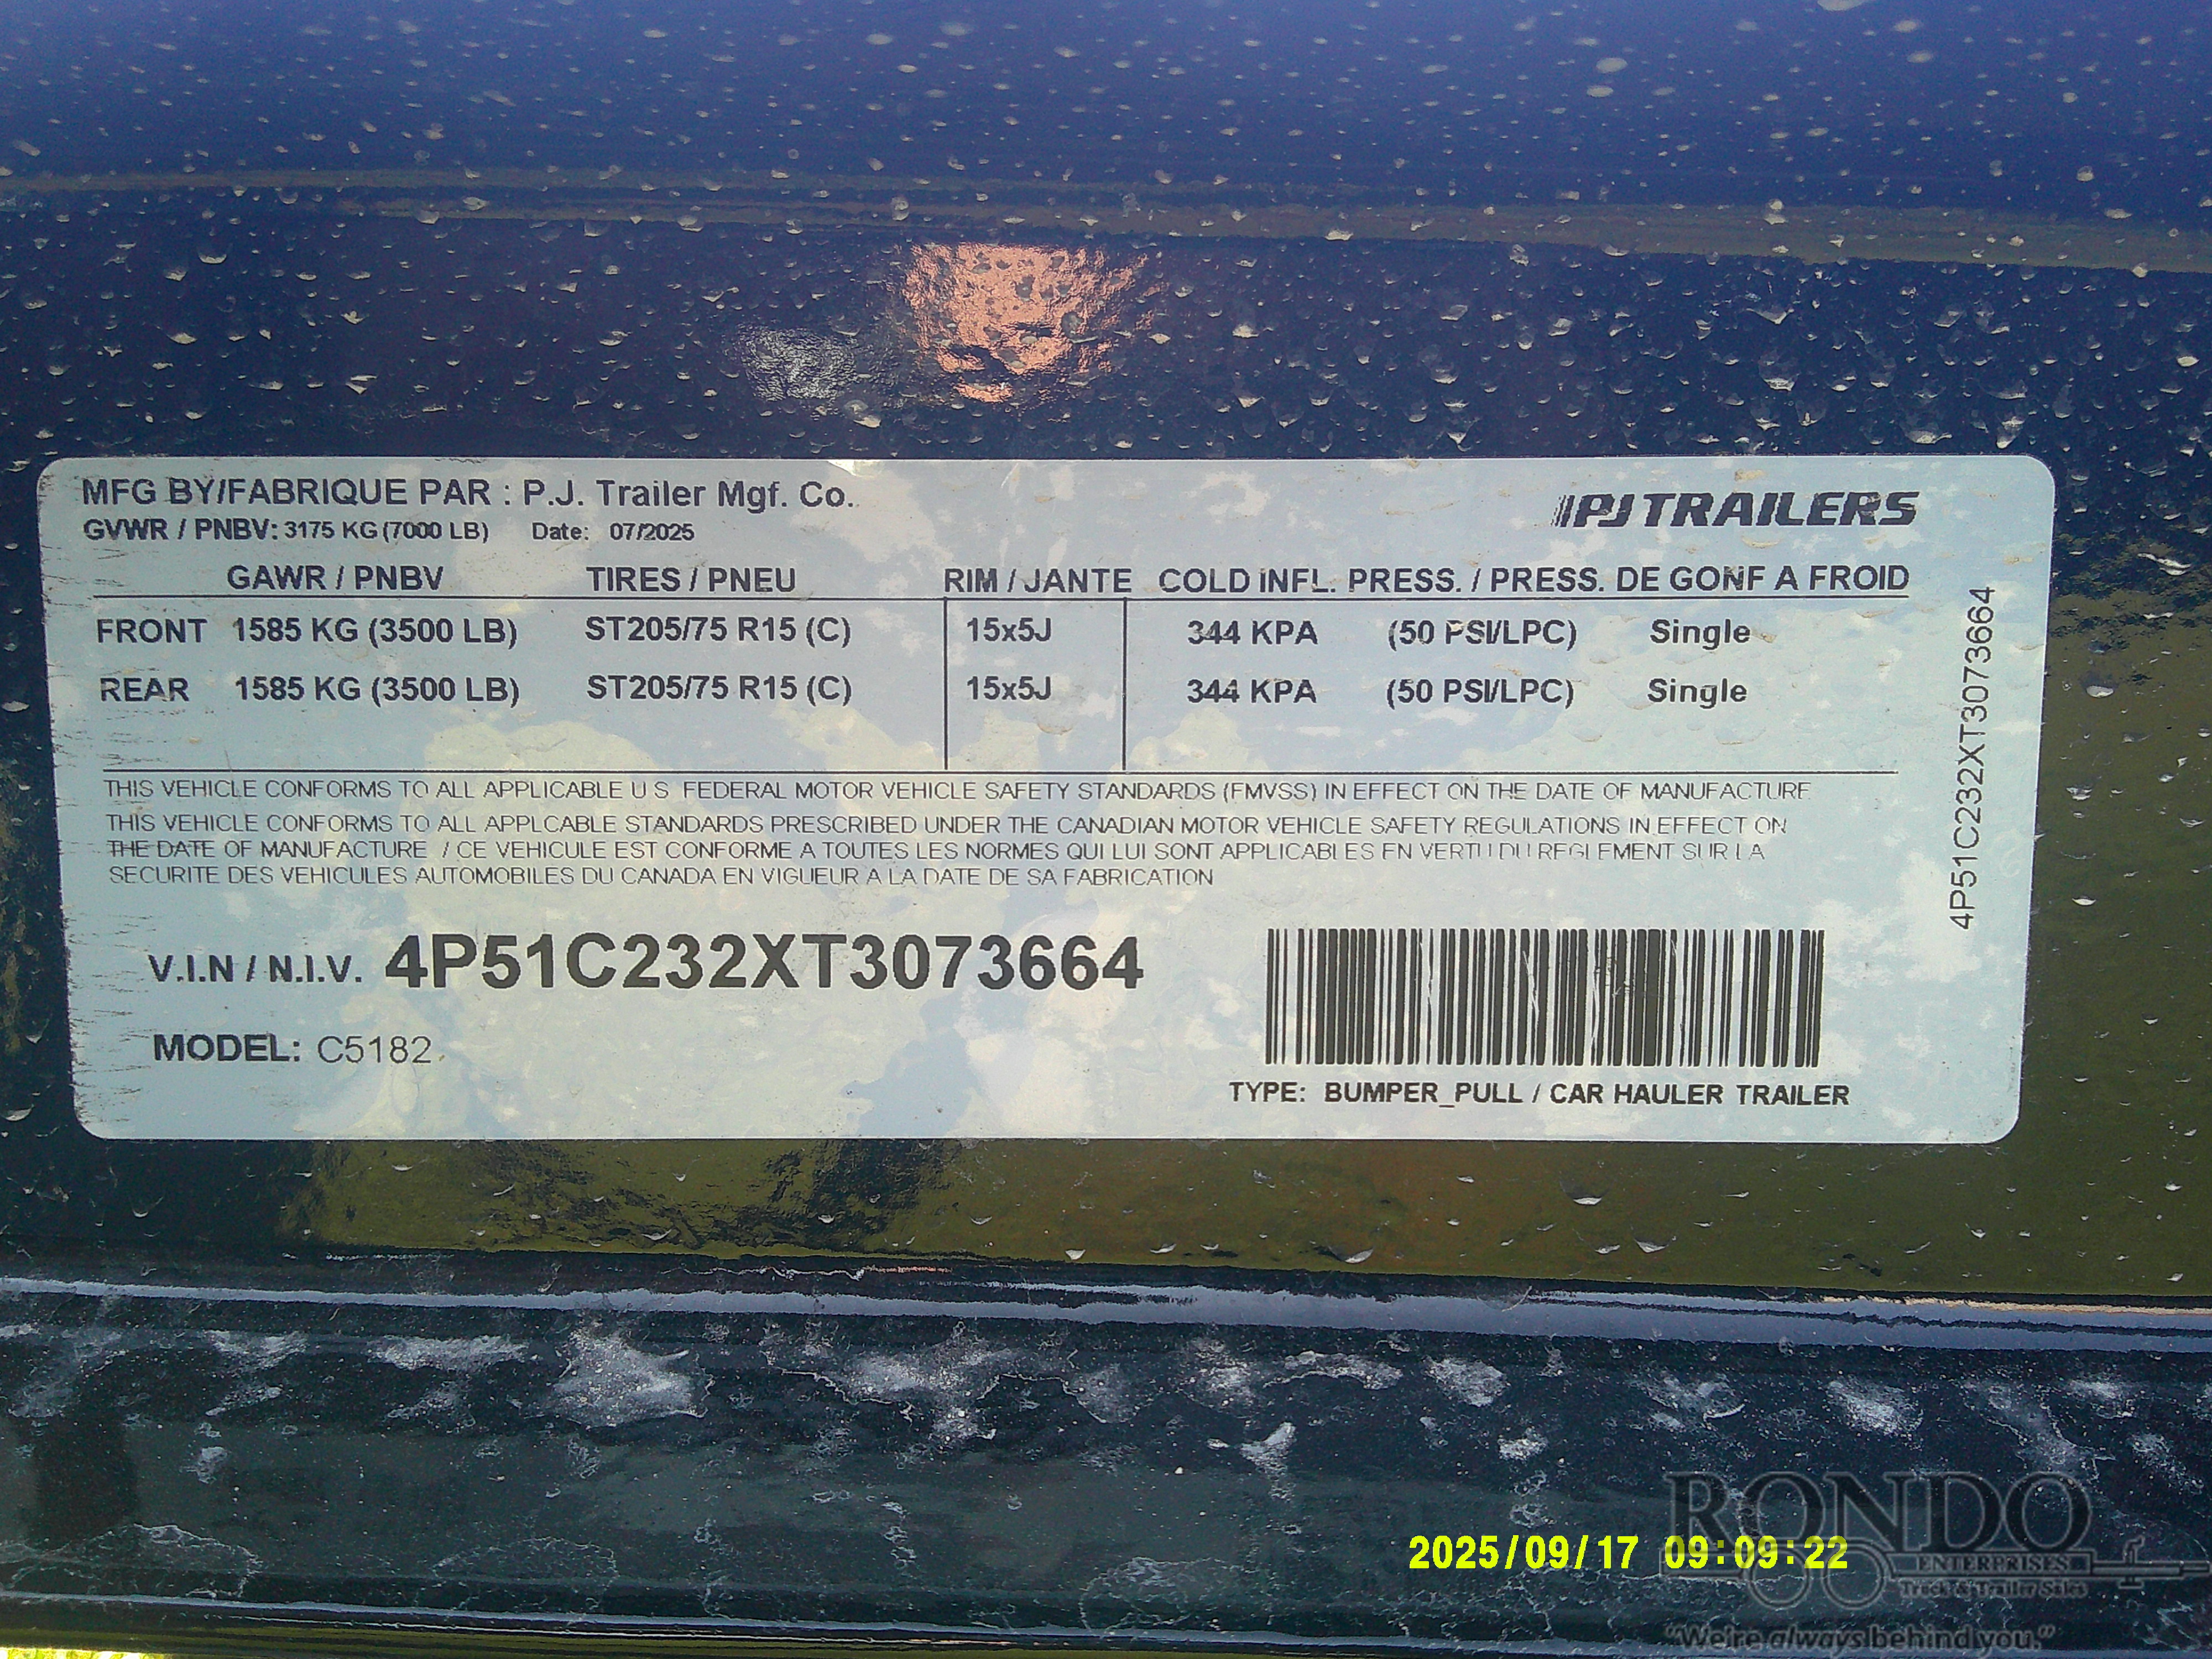 MFG BY/FABRIQUE PAR : P.J. Trailer Mgf. Co.
PJ TRAILERS
GVWR / PNBV: 3175 KG (7000 LB) Date: 07/2025
GAWR / PNBV TIRES / PNEU RIM / JANTE COLD INFL. PRESS. / PRESS. DE GONF A FROID
FRONT 1585 KG (3500 LB) ST205/75 R15 (C) 15x5J 344 KPA (50 PSI/LPC) Single
REAR 1585 KG (3500 LB) ST205/75 R15 (C) 15x5J 344 KPA (50 PSI/LPC) Single
THIS VEHICLE CONFORMS TO ALL APPLICABLE U S FEDERAL MOTOR VEHICLE SAFETY STANDARDS (FMVSS) IN EFFECT ON THE DATE OF MANUFACTURE
THIS VEHICLE CONFORMS TO ALL APPLCABLE STANDARDS PRESCRIBED UNDER THE CANADIAN MOTOR VEHICLE SAFETY REGULATIONS IN EFFECT ON
THE DATE OF MANUFACTURE / CE VEHICULE EST CONFORME A TOUTES LES NORMES QUI LUI SONT APPLICABLES EN VERTU DU REGLEMENT SUR LA
SECURITE DES VEHICULES AUTOMOBILES DU CANADA EN VIGUEUR A LA DATE DE SA FABRICATION
V.I.N / N.I.V. 4P51C232XT3073664
MODEL: C5182
TYPE: BUMPER_PULL / CAR HAULER TRAILER
4P51C232XT3073664
2025/09/17 09:09:22
RONDO
ENTERPRISES
Truck & Trailer Sales
"We're always behind you."